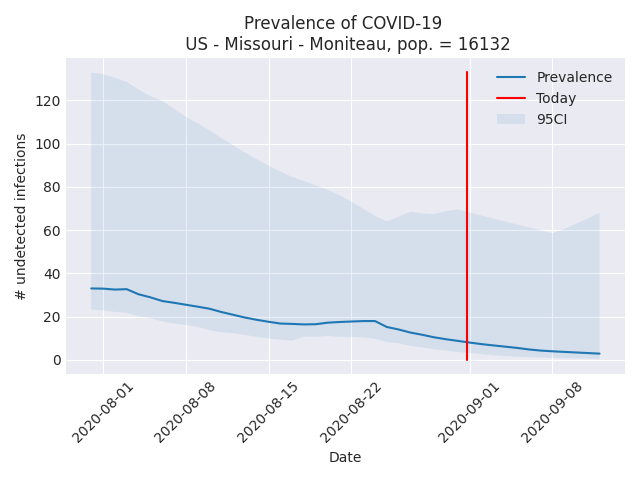 Prevalence of COVID-19
US - Missouri - Moniteau, pop. = 16132
Prevalence
Today
95CI
# undetected infections
120
100
80
60
40
20
0
2020-08-01
2020-08-08
2020-08-15
2020-08-22
2020-09-01
2020-09-08
Date